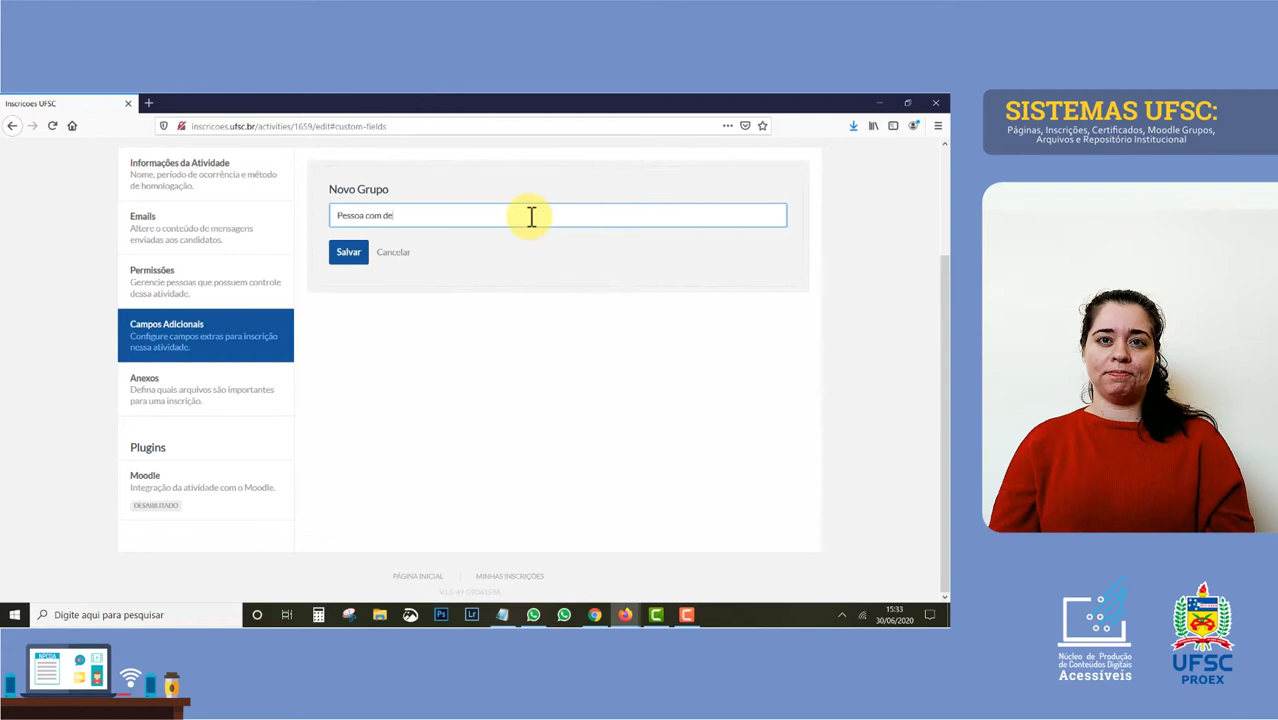 Inscricoes UFSC
inscricoes.ufsc.br/activities/1659/edit#custom-fields
SISTEMAS UFSC:
Páginas, Inscrições, Certificados, Moodle Grupos,
Arquivos e Repositório Institucional
Informações da Atividade
Nome, período de ocorrência e método
de homologação.
Emails
Altere o conteúdo de mensagens
enviadas aos candidatos.
Permissões
Gerencie pessoas que possuem controle
dessa atividade.
Campos Adicionais
Configure campos extras para inscrição
nessa atividade.
Anexos
Defina quais arquivos são importantes
para uma inscrição.
Plugins
Moodle
Integração da atividade com o Moodle.
DESABILITADO
Novo Grupo
Pessoa com de
Salvar
Cancelar
PÁGINA INICIAL
MINHAS INSCRIÇÕES
Digite aqui para pesquisar
Ps
Lr
15:33
30/06/2020
NPCDA
Núcleo de Produção
de Conteúdos Digitais
Acessíveis
UFSC
PROEX